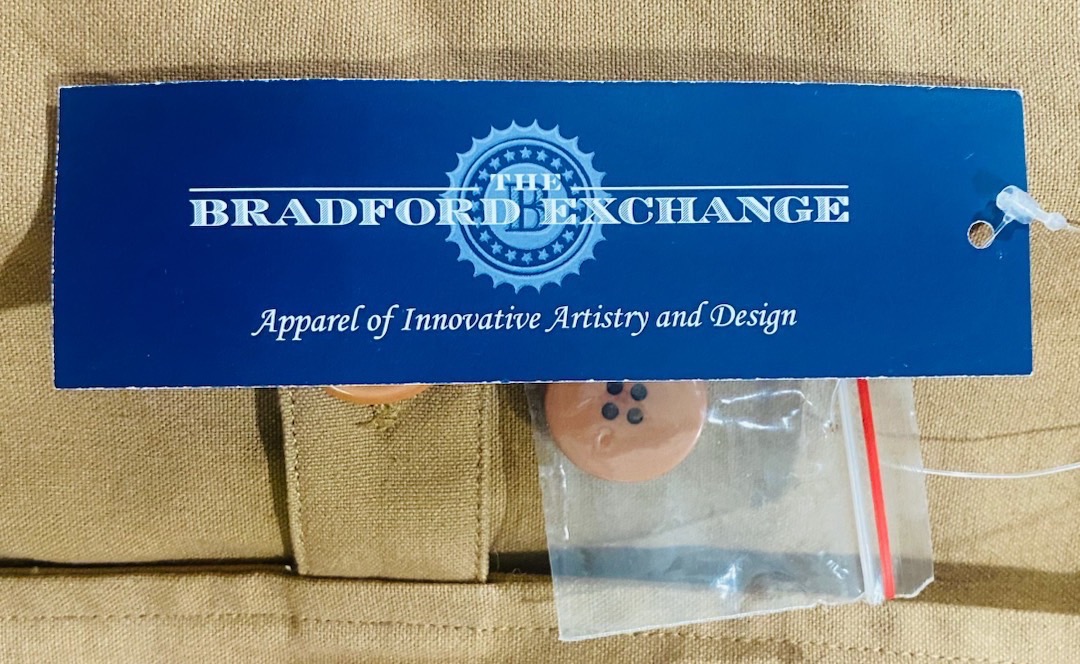 THE
BRADFORD EXCHANGE
B
Apparel of Innovative Artistry and Design